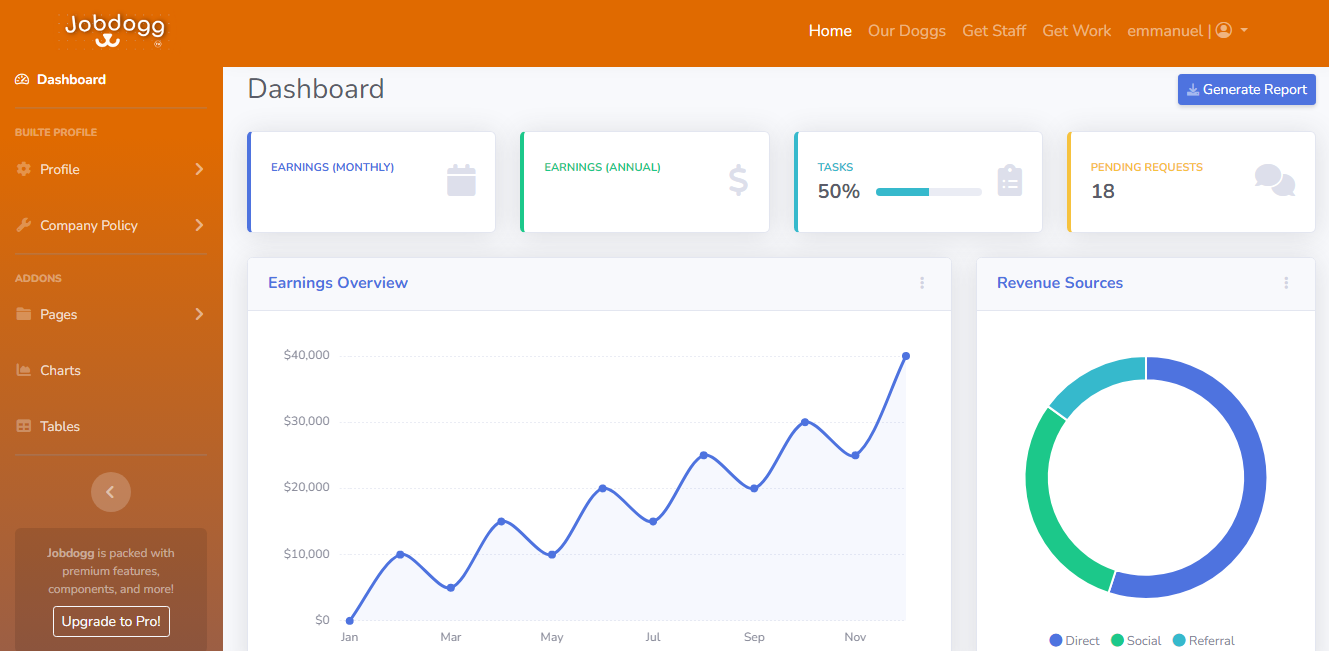 Jobdogg
Home Our Doggs Get Staff Get Work emmanuel |
Dashboard
BUILTE PROFILE
Profile
Company Policy
ADDONS
Pages
Charts
Tables
Jobdogg is packed with
premium features,
components, and more!
Upgrade to Pro!
Dashboard
Generate Report
EARNINGS (MONTHLY)
EARNINGS (ANNUAL)
TASKS
50%
PENDING REQUESTS
18
Earnings Overview
$40,000
$30,000
$20,000
$10,000
$0
Jan Mar May Jul Sep Nov
Revenue Sources
Direct Social Referral